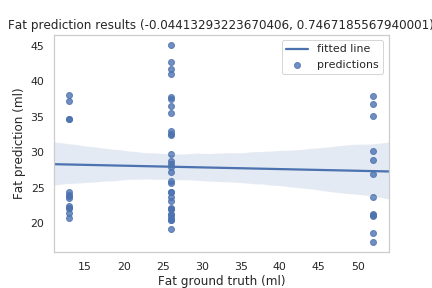 Fat prediction results (-0.04413293223670406, 0.7467185567940001)
fitted line
predictions
45
40
35
30
25
20
Fat prediction (ml)
15 20 25 30 35 40 45 50
Fat ground truth (ml)